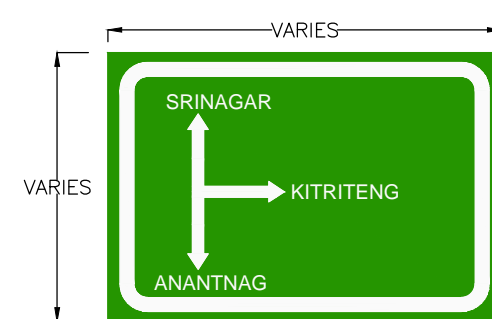 VARIES
SRINAGAR
VARIES
KITRITENG
ANANTNAG